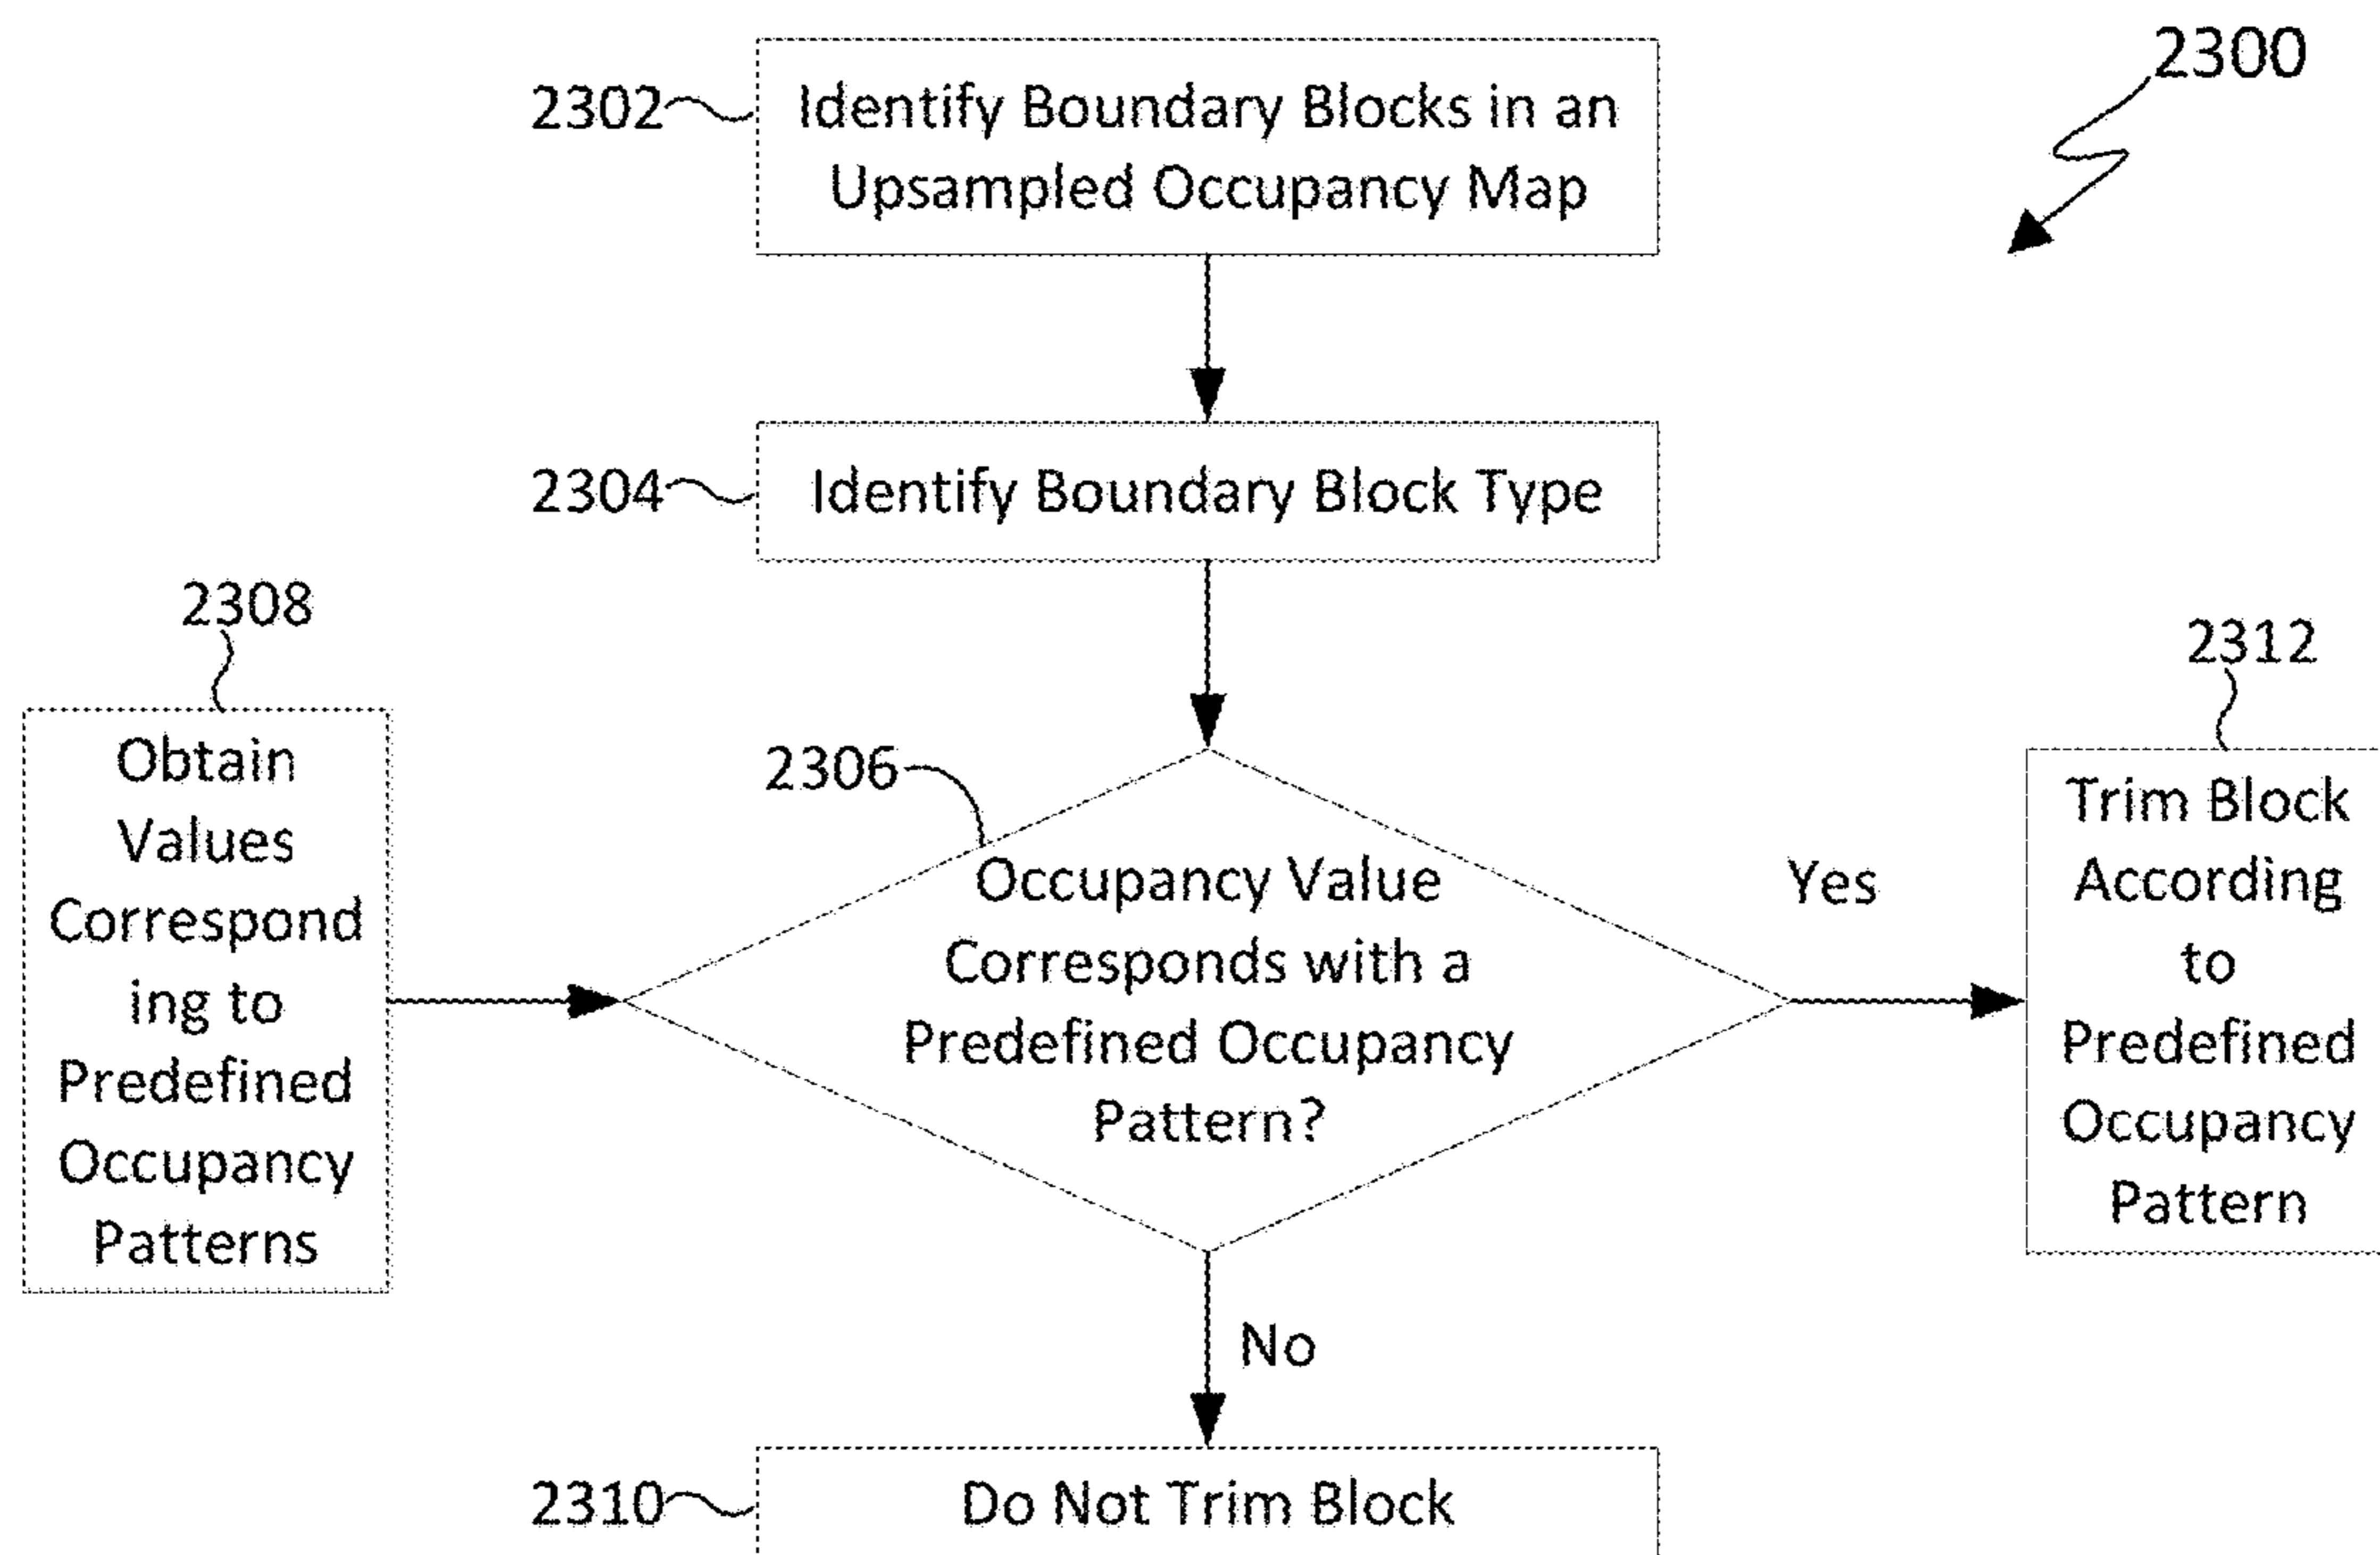 2300
2302
Identify Boundary Blocks in an
Upsampled Occupancy Map
2304
Identify Boundary Block Type
2308
Obtain
Values
Correspond
ing to
Predefined
Occupancy
Patterns
2306
Occupancy Value
Corresponds with a
Predefined Occupancy
Pattern?
Yes
2312
Trim Block
According
to
Predefined
Occupancy
Pattern
No
2310
Do Not Trim Block